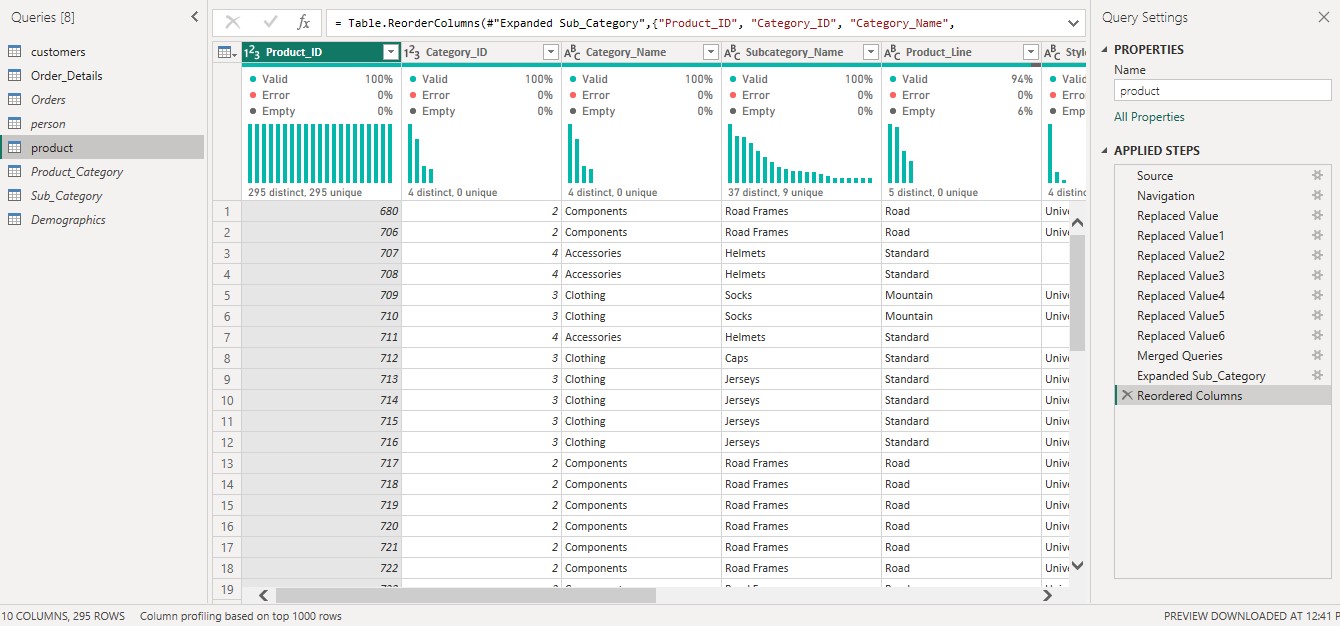 Queries [8]
customers
Order_Details
Orders
person
product
Product_Category
Sub_Category
Demographics
fx = Table.ReorderColumns(#"Expanded Sub_Category",{"Product_ID", "Category_ID", "Category_Name",
123 Product_ID 123 Category_ID ABC Category_Name ABC Subcategory_Name ABC Product_Line ABC Style
Valid 100% Valid 100% Valid 100% Valid 100% Valid 94% Valid
Error 0% Error 0% Error 0% Error 0% Error 0% Error
Empty 0% Empty 0% Empty 0% Empty 0% Empty 6% Emp
295 distinct, 295 unique 4 distinct, 0 unique 4 distinct, 0 unique 37 distinct, 9 unique 5 distinct, 0 unique 4 distinc
1 680 2 Components Road Frames Road Unive
2 706 2 Components Road Frames Road Unive
3 707 4 Accessories Helmets Standard
4 708 4 Accessories Helmets Standard
5 709 3 Clothing Socks Mountain Unive
6 710 3 Clothing Socks Mountain Unive
7 711 4 Accessories Helmets Standard
8 712 3 Clothing Caps Standard Unive
9 713 3 Clothing Jerseys Standard Unive
10 714 3 Clothing Jerseys Standard Unive
11 715 3 Clothing Jerseys Standard Unive
12 716 3 Clothing Jerseys Standard Unive
13 717 2 Components Road Frames Road Unive
14 718 2 Components Road Frames Road Unive
15 719 2 Components Road Frames Road Unive
16 720 2 Components Road Frames Road Unive
17 721 2 Components Road Frames Road Unive
18 722 2 Components Road Frames Road Unive
19
Query Settings
PROPERTIES
Name
product
All Properties
APPLIED STEPS
Source
Navigation
Replaced Value
Replaced Value1
Replaced Value2
Replaced Value3
Replaced Value4
Replaced Value5
Replaced Value6
Merged Queries
Expanded Sub_Category
Reordered Columns
10 COLUMNS, 295 ROWS Column profiling based on top 1000 rows PREVIEW DOWNLOADED AT 12:41 P